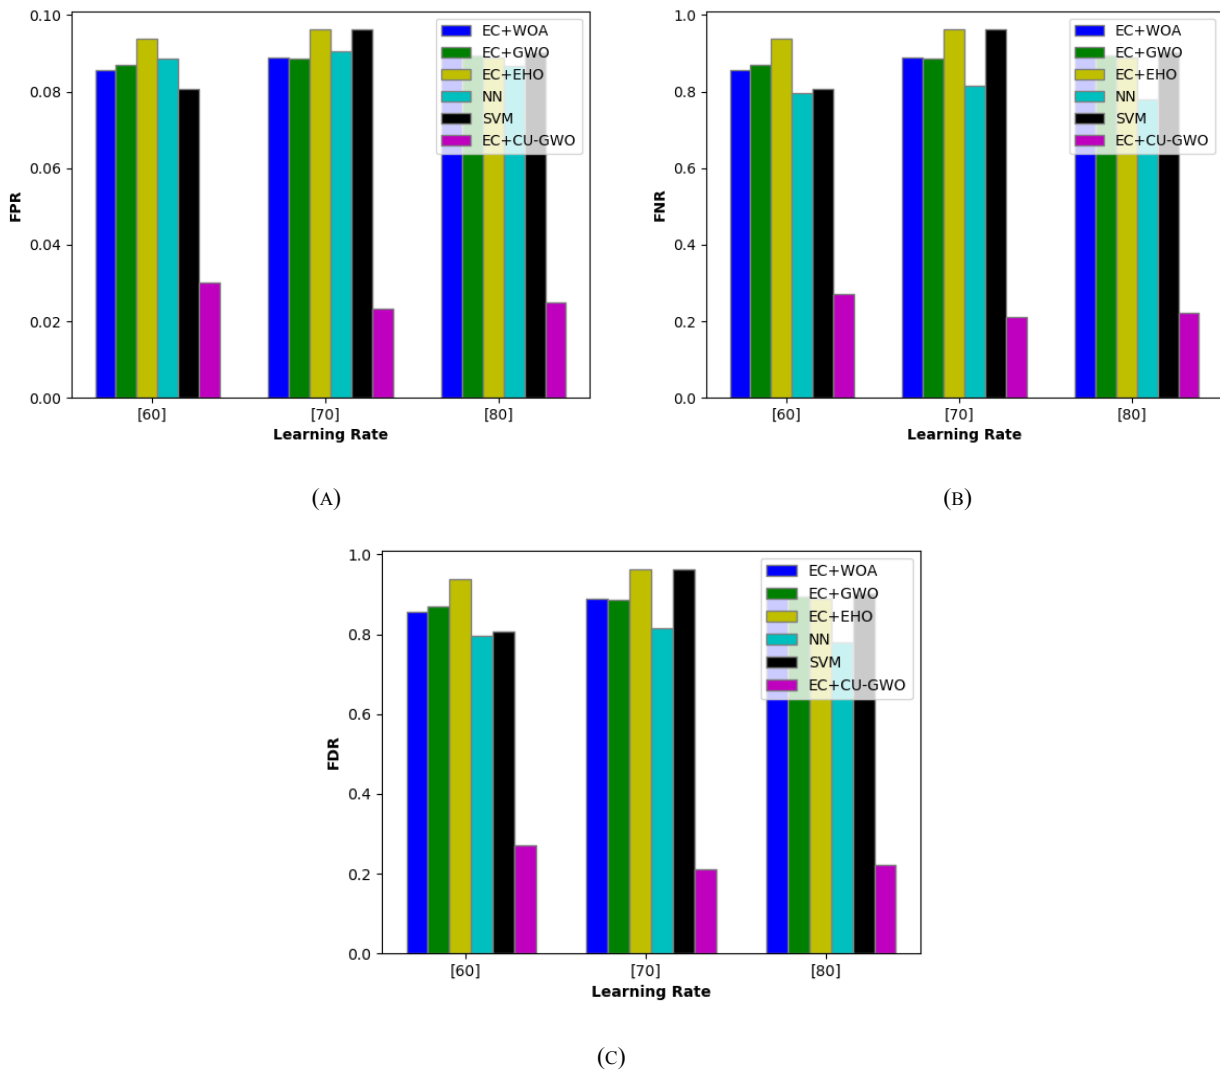 0.10
0.08
0.06
0.04
0.02
0.00
FPR
EC+WOA
EC+GWO
EC+EHO
NN
SVM
EC+CU-GWO
[60] [70] [80]
Learning Rate
(A)
1.0
0.8
0.6
0.4
0.2
0.0
FNR
EC+WOA
EC+GWO
EC+EHO
NN
SVM
EC+CU-GWO
[60] [70] [80]
Learning Rate
(B)
1.0
0.8
0.6
0.4
0.2
0.0
FDR
EC+WOA
EC+GWO
EC+EHO
NN
SVM
EC+CU-GWO
[60] [70] [80]
Learning Rate
(C)